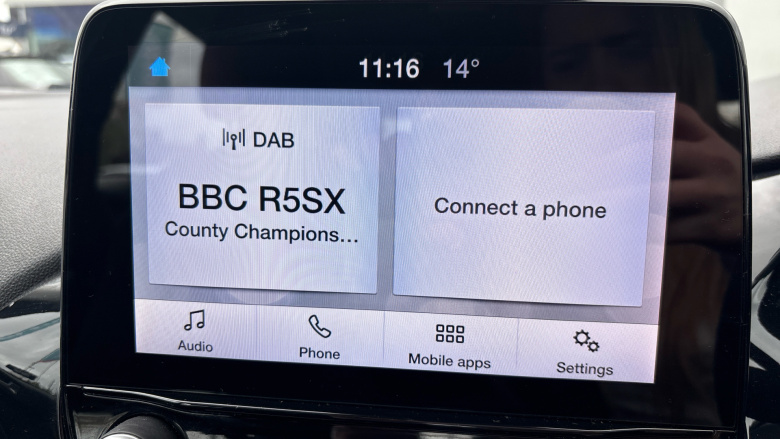 11:16 14°
DAB
BBC R5SX
County Champions...
Connect a phone
Audio
Phone
Mobile apps
Settings